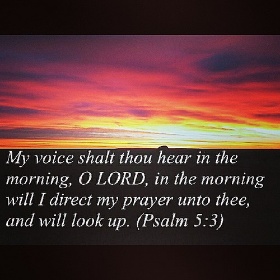 My voice shalt thou hear in the
morning, O LORD, in the morning
will I direct my prayer unto thee,
and will look up. (Psalm 5:3)